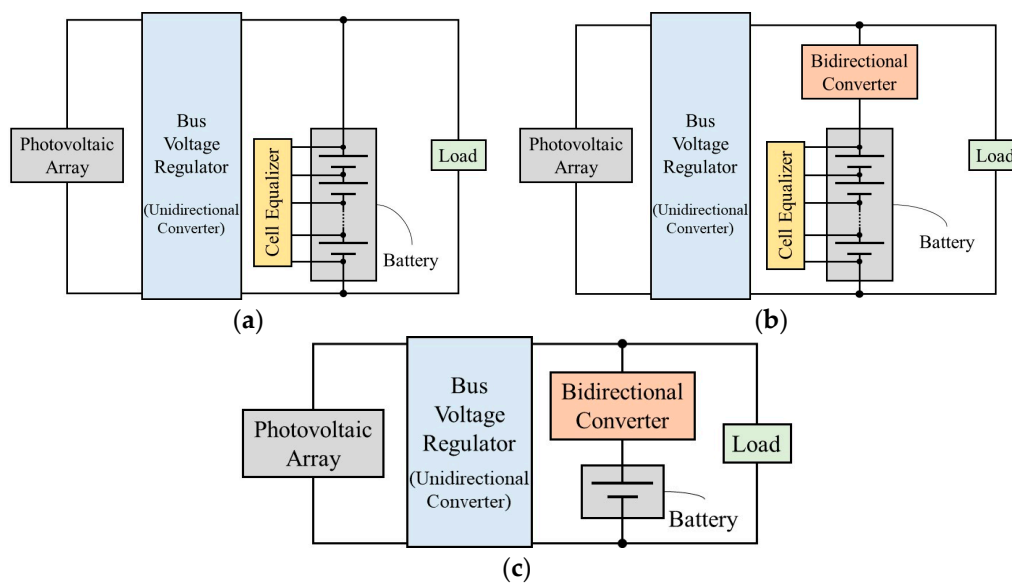 Photovoltaic
Array
Bus
Voltage
Regulator
(Unidirectional
Converter)
Cell Equalizer
Battery
Load
(a)
Photovoltaic
Array
Bus
Voltage
Regulator
(Unidirectional
Converter)
Bidirectional
Converter
Cell Equalizer
Battery
Load
(b)
Photovoltaic
Array
Bus
Voltage
Regulator
(Unidirectional
Converter)
Bidirectional
Converter
Battery
Load
(c)